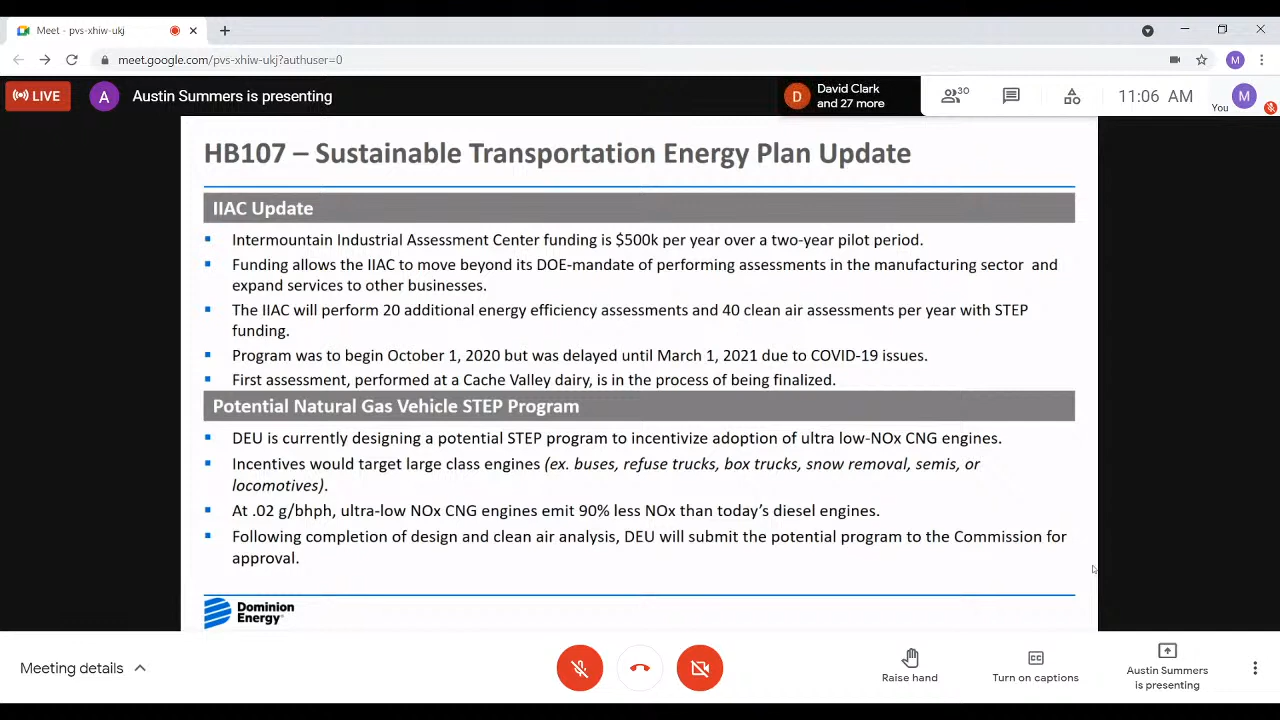 Meet - pvs-xhiw-ukj
meet.google.com/pvs-xhiw-ukj?authuser=0
M
LIVE
A
Austin Summers is presenting
D
David Clark
and 27 more
30
11:06 AM
You
M
HB107 – Sustainable Transportation Energy Plan Update
IIAC Update
Intermountain Industrial Assessment Center funding is $500k per year over a two-year pilot period.
Funding allows the IIAC to move beyond its DOE-mandate of performing assessments in the manufacturing sector and
expand services to other businesses.
The IIAC will perform 20 additional energy efficiency assessments and 40 clean air assessments per year with STEP
funding.
Program was to begin October 1, 2020 but was delayed until March 1, 2021 due to COVID-19 issues.
First assessment, performed at a Cache Valley dairy, is in the process of being finalized.
Potential Natural Gas Vehicle STEP Program
DEU is currently designing a potential STEP program to incentivize adoption of ultra low-NOx CNG engines.
Incentives would target large class engines (ex. buses, refuse trucks, box trucks, snow removal, semis, or
locomotives).
At .02 g/bhph, ultra-low NOx CNG engines emit 90% less NOx than today's diesel engines.
Following completion of design and clean air analysis, DEU will submit the potential program to the Commission for
approval.
Dominion
Energy
Meeting details
Raise hand
CC
Turn on captions
Austin Summers
is presenting